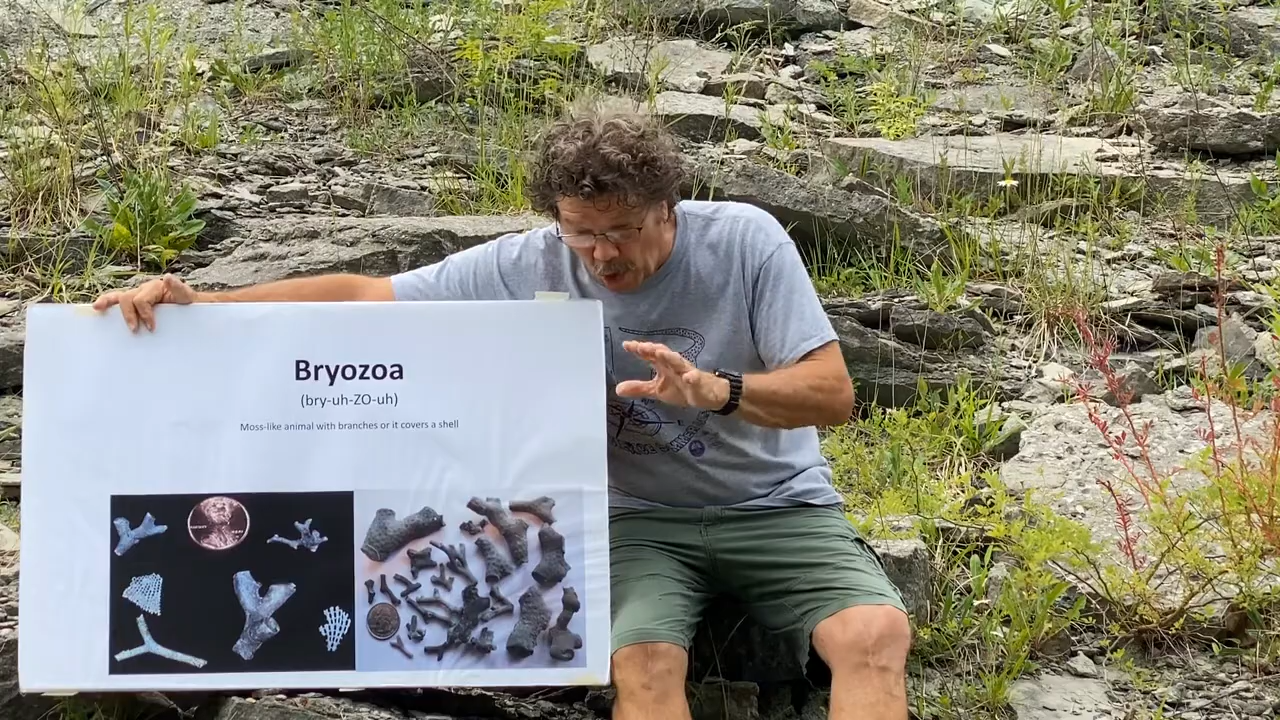 Bryozoa
(bry-uh-ZO-uh)
Moss-like animal with branches or it covers a shell